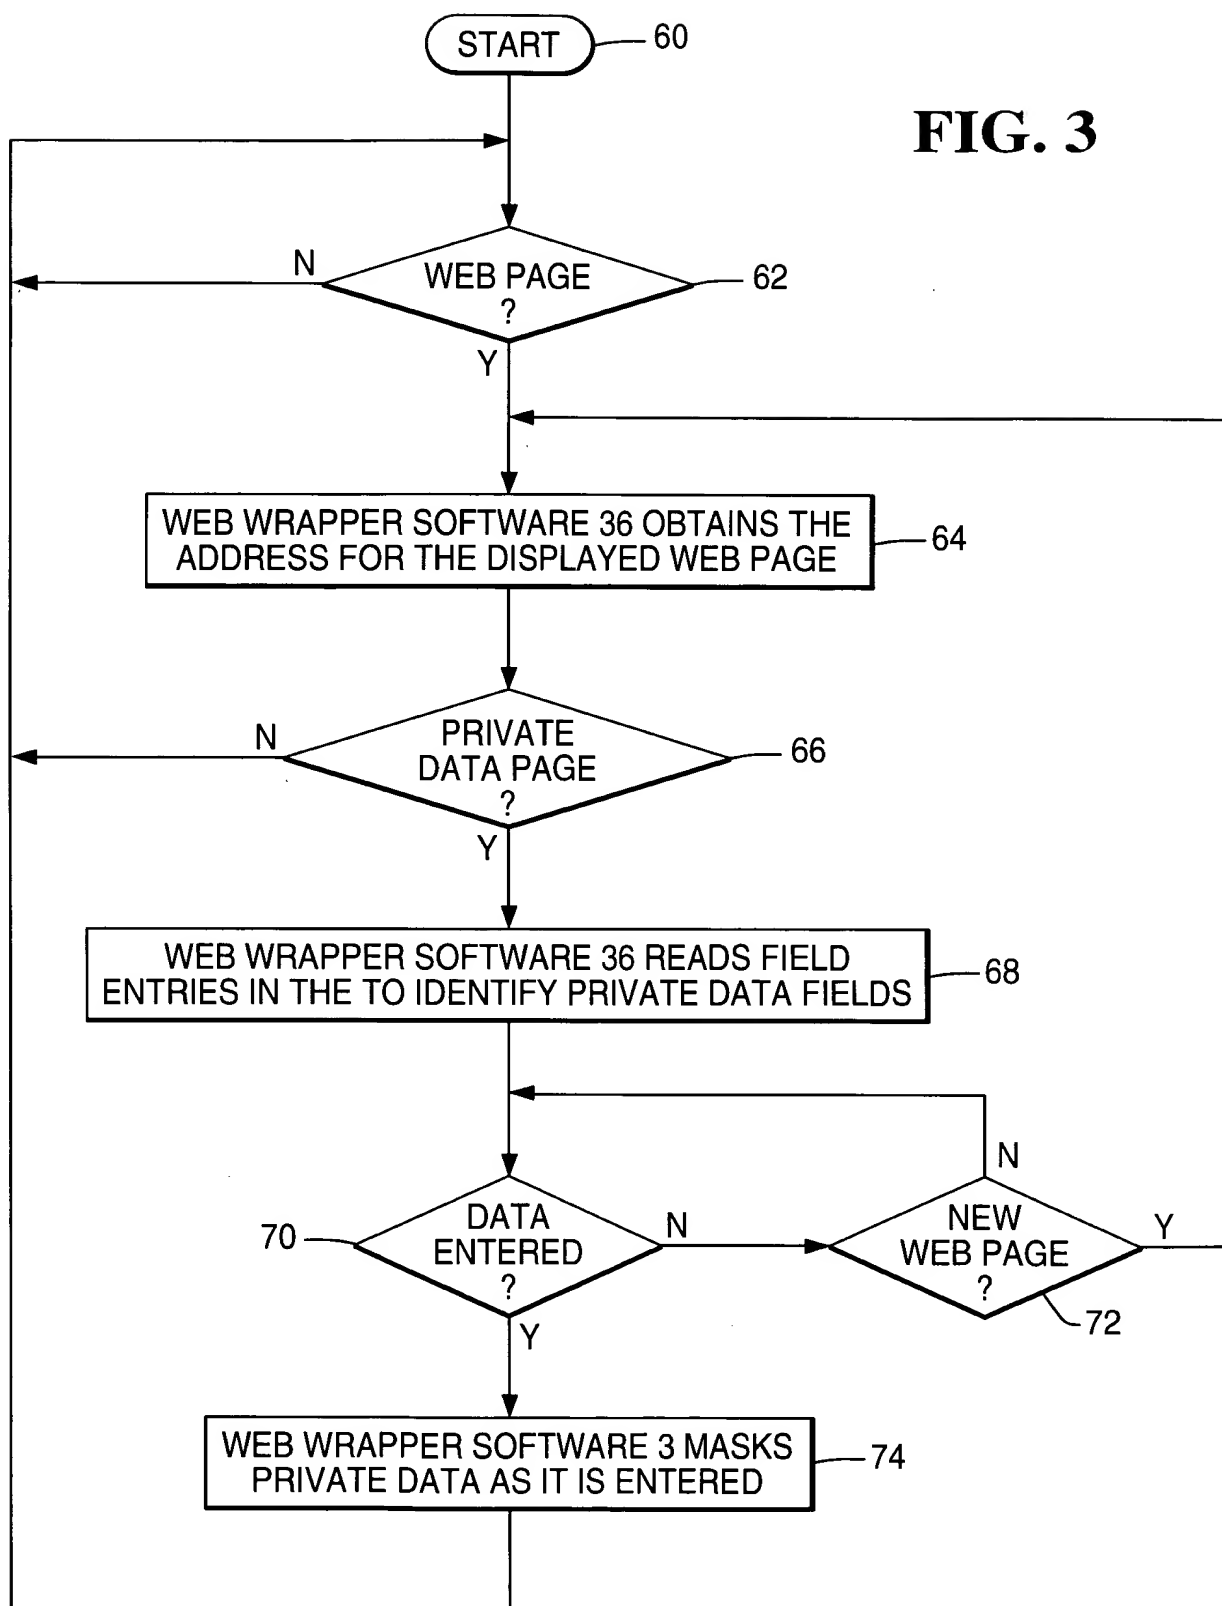 START
60
FIG. 3
N
WEB PAGE
?
62
Y
WEB WRAPPER SOFTWARE 36 OBTAINS THE
ADDRESS FOR THE DISPLAYED WEB PAGE
64
N
PRIVATE
DATA PAGE
?
66
Y
WEB WRAPPER SOFTWARE 36 READS FIELD
ENTRIES IN THE TO IDENTIFY PRIVATE DATA FIELDS
68
N
70
DATA
ENTERED
?
N
NEW
WEB PAGE
?
Y
72
Y
WEB WRAPPER SOFTWARE 3 MASKS
PRIVATE DATA AS IT IS ENTERED
74